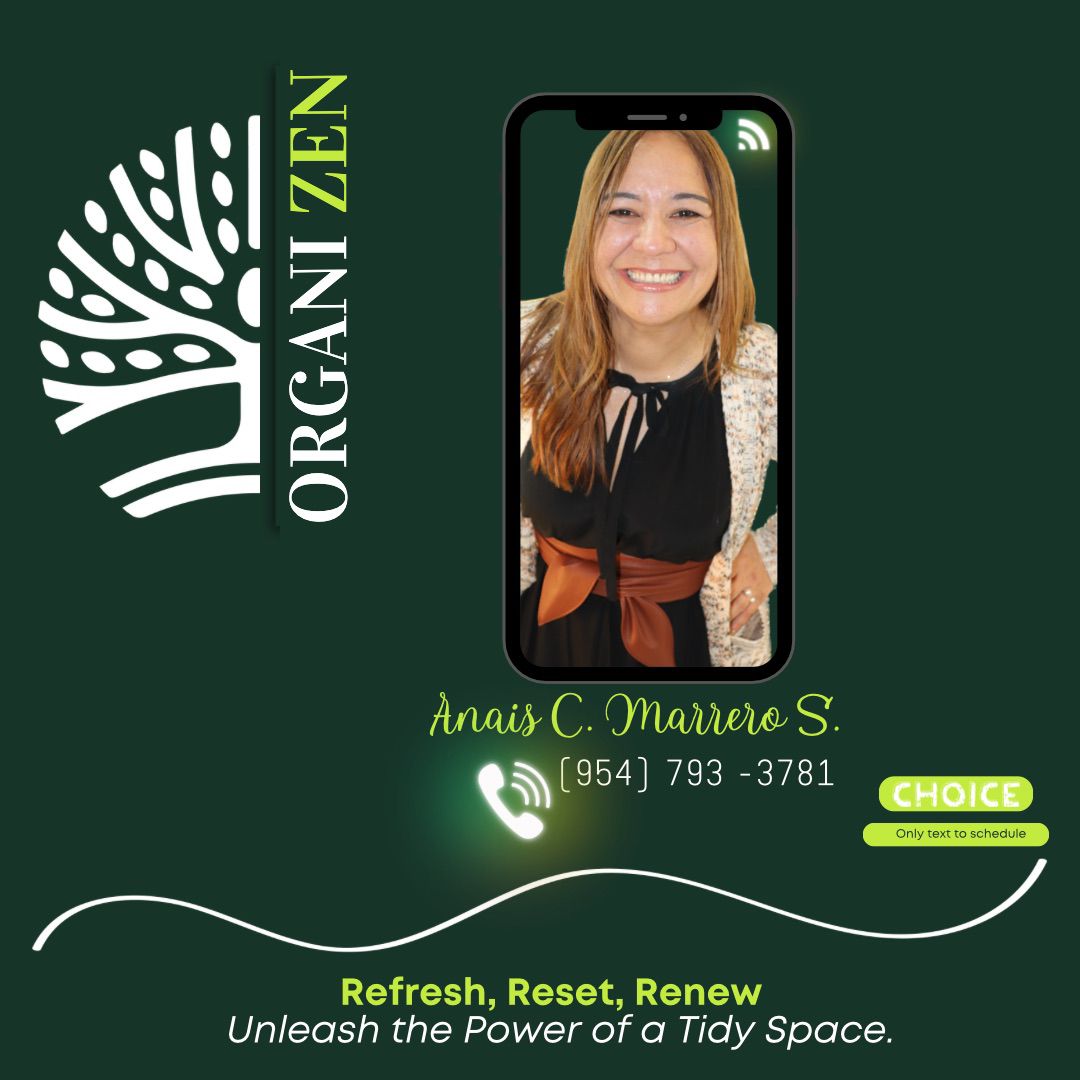 ORGANI ZEN
Anais C. Marrero S.
(954) 793 -3781
CHOICE
Only text to schedule
Refresh, Reset, Renew
Unleash the Power of a Tidy Space.